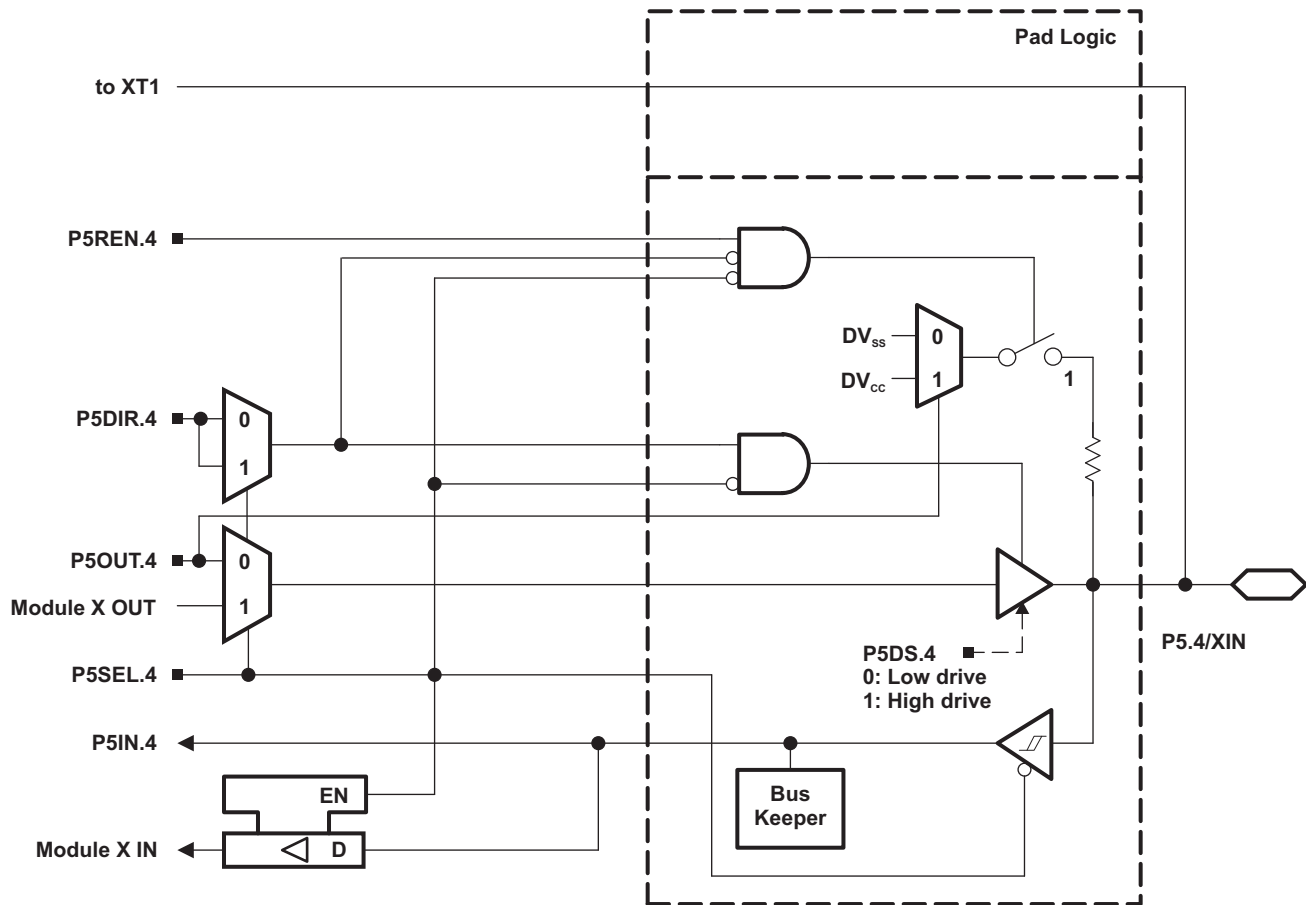 Pad Logic
to XT1
P5REN.4
DVSS
0
DVCC
1
1
P5DIR.4
0
1
P5OUT.4
0
Module X OUT
1
P5DS.4
0: Low drive
1: High drive
P5.4/XIN
P5SEL.4
P5IN.4
EN
Bus
Keeper
Module X IN
D